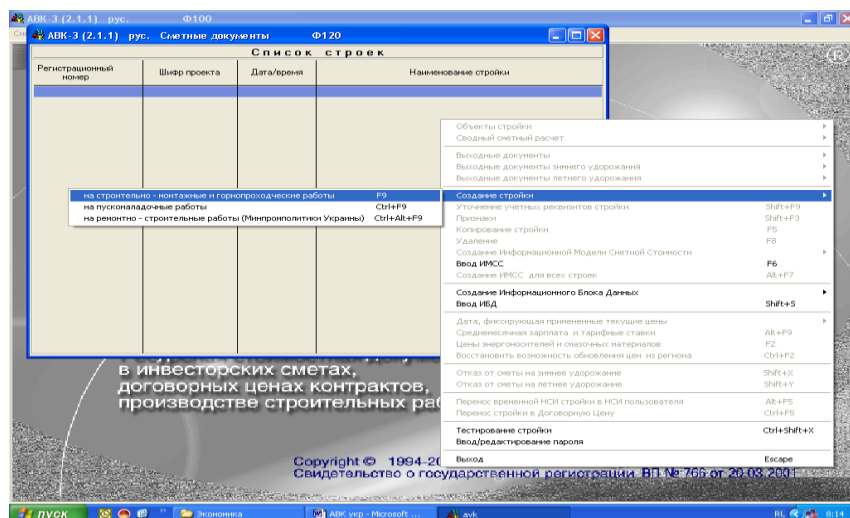 АВК-3 (2.1.1) рус. Ф100
АВК-3 (2.1.1) рус. Сметные документы Ф120
Список строек
Регистрационный номер
Шифр проекта
Дата/время
Наименование стройки
Объекты стройки
Сводный сметный расчет
Выходные документы
Выходные документы зимнего удорожания
Выходные документы летнего удорожания
на строительно - монтажные и горнопроходческие работы F9
на пусконаладочные работы Ctrl+F9
на ремонтно - строительные работы (Минпромполитики Украины) Ctrl+Alt+F9
Создание стройки
Уточнение учетных реквизитов стройки Shift+F9
Признаки Shift+F3
Копирование стройки F5
Удаление F8
Создание Информационной Модели Сметной Стоимости
Ввод ИМСС F6
Создание ИМСС для всех строек Alt+F7
Создание Информационного Блока Данных
Ввод ИБД Shift+S
Дата, фиксирующая примененные текущие цены
Среднемесячная зарплата и тарифные ставки Alt+F9
Цены энергоносителей и смазочных материалов F2
Восстановить возможность обновления цен из региона Ctrl+F2
Отказ от сметы на зимнее удорожание Shift+X
Отказ от сметы на летнее удорожание Shift+Y
Перенос временной НСИ стройки в НСИ пользователя Alt+F5
Перенос стройки в Договорную Цену Ctrl+F5
Тестирование стройки Ctrl+Shift+X
Ввод/редактирование пароля
Выход Escape
в инвесторских сметах,
договорных ценах контрактов,
производстве строительных
Copyright © 1994-2
Свидетельство о государственной регистрации ВП № 766 от 20.03.2001
пуск
Экономика
АВК укр - Microsoft ...
avk
RL 8:14